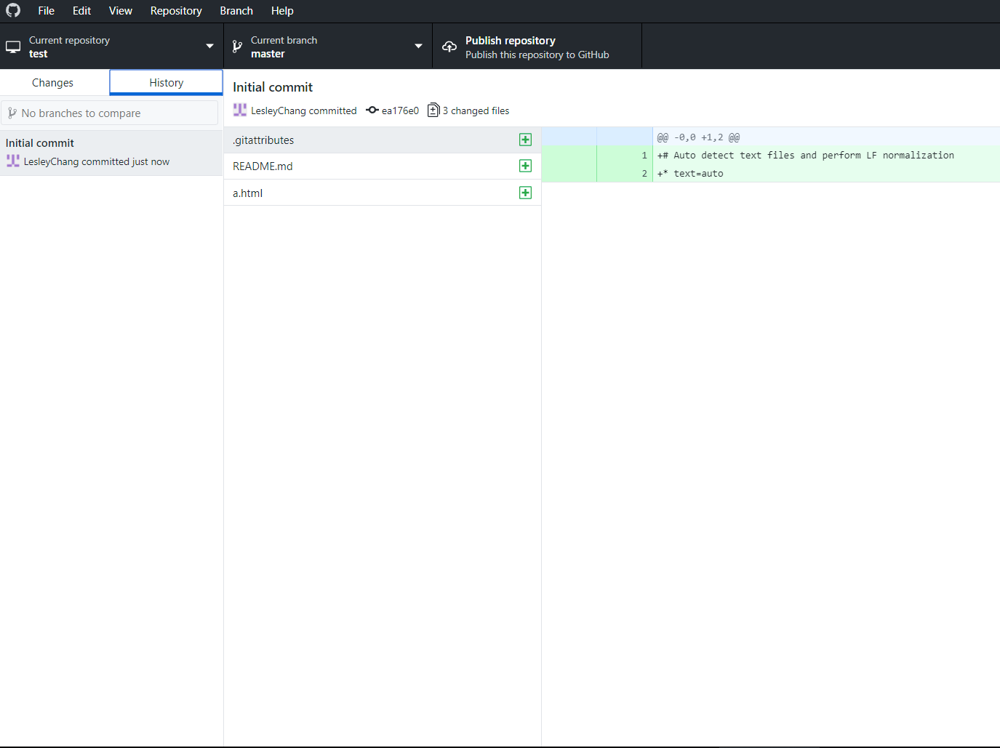 File Edit View Repository Branch Help
Current repository
test
Current branch
master
Publish repository
Publish this repository to GitHub
Changes
History
No branches to compare
Initial commit
LesleyChang committed just now
Initial commit
LesleyChang committed ea176e0 3 changed files
.gitattributes
README.md
a.html
@@ -0,0 +1,2 @@
1 +# Auto detect text files and perform LF normalization
2 +* text=auto